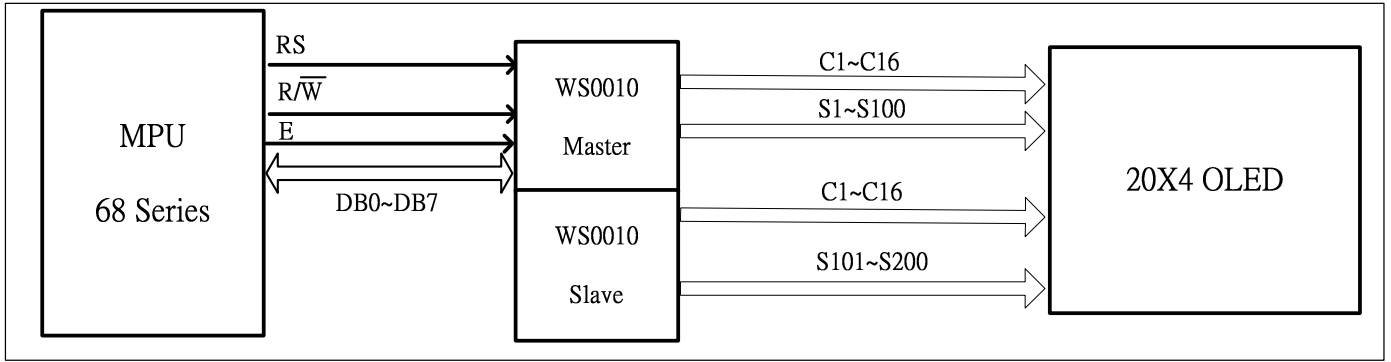 MPU
68 Series
RS
R/W̅
E
DB0~DB7
WS0010
Master
WS0010
Slave
C1~C16
S1~S100
C1~C16
S101~S200
20X4 OLED